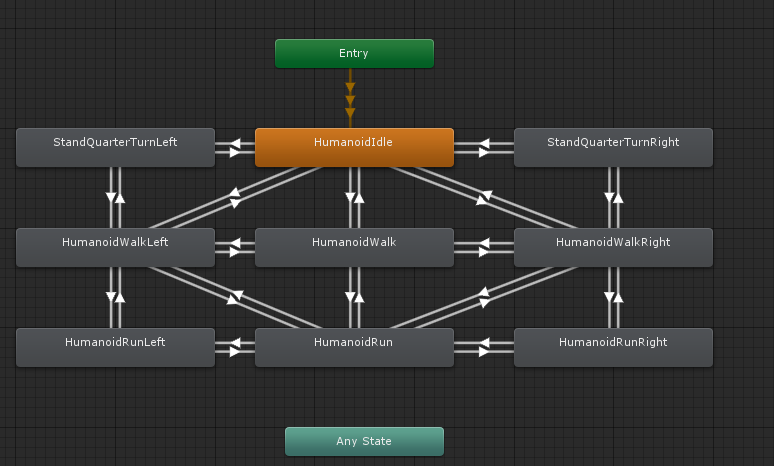 Entry
StandQuarterTurnLeft
HumanoidIdle
StandQuarterTurnRight
HumanoidWalkLeft
HumanoidWalk
HumanoidWalkRight
HumanoidRunLeft
HumanoidRun
HumanoidRunRight
Any State